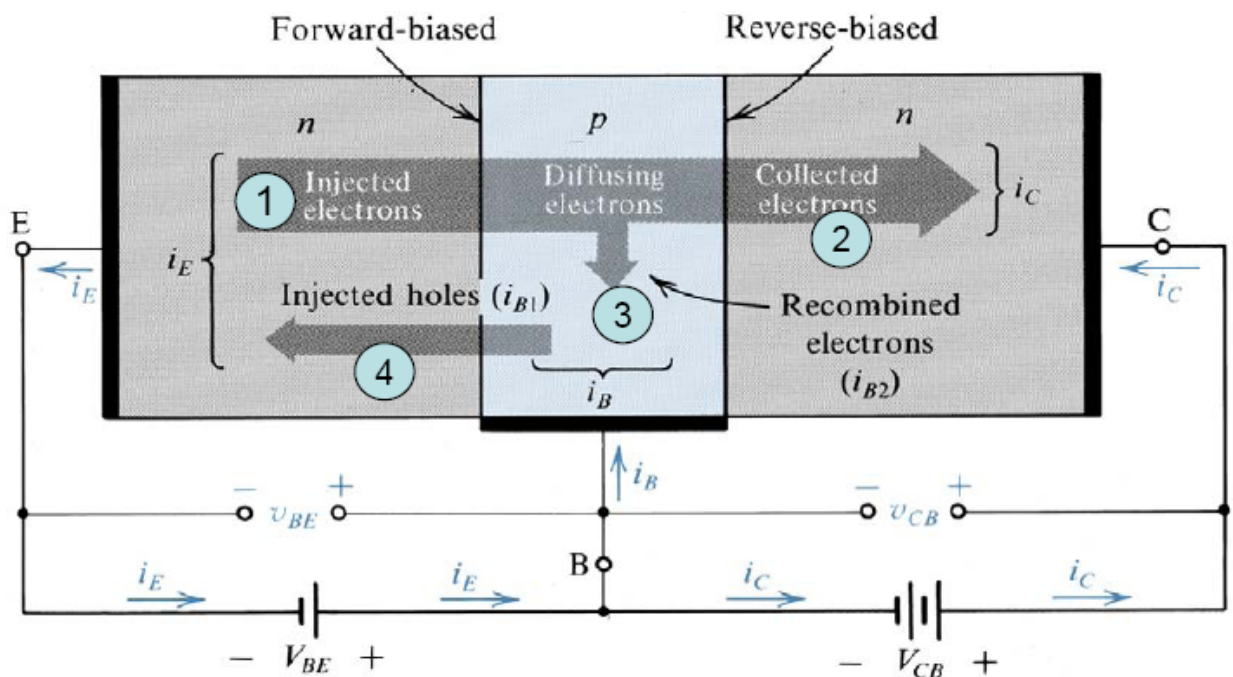 Forward-biased
Reverse-biased
n
p
n
1
Injected
electrons
Diffusing
electrons
Collected
electrons
2
i_C
E
C
i_E
i_E
i_C
Injected holes (i_B1)
3
Recombined
electrons
(i_B2)
4
i_B
i_B
− v_BE +
− v_CB +
B
i_E
i_E
i_C
i_C
− V_BE +
− V_CB +